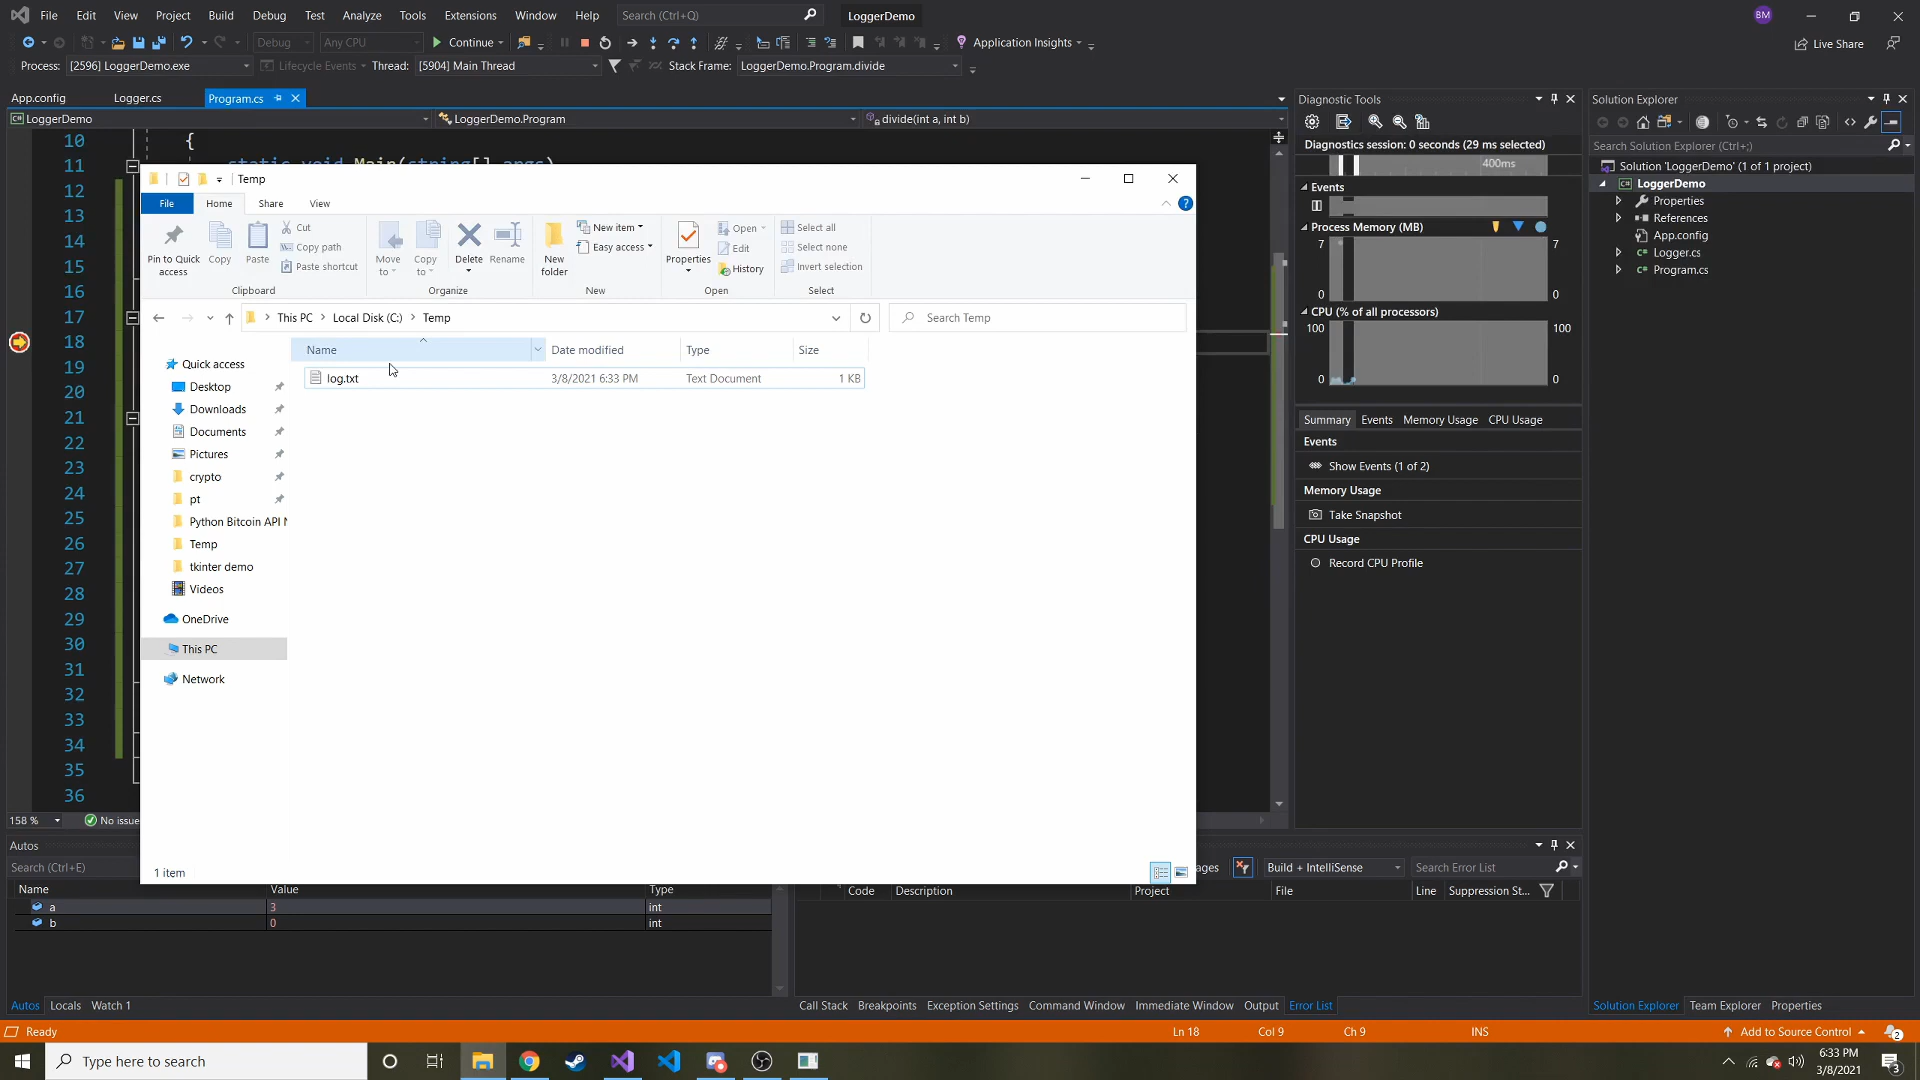 File Edit View Project Build Debug Test Analyze Tools Extensions Window Help Search (Ctrl+Q) LoggerDemo BM
Debug Any CPU Continue Application Insights Live Share
Process: [2596] LoggerDemo.exe Lifecycle Events Thread: [5904] Main Thread Stack Frame: LoggerDemo.Program.divide
App.config Logger.cs Program.cs
LoggerDemo LoggerDemo.Program divide(int a, int b)
10 {
11 static void Main(string[] args)
12
13
14
15
16
17
18
19
20
21
22
23
24
25
26
27
28
29
30
31
32
33
34
35
36
158 % No issue
Temp
File Home Share View
Pin to Quick access
Copy
Paste
Cut
Copy path
Paste shortcut
Clipboard
Move to
Copy to
Delete
Rename
Organize
New folder
New item
Easy access
New
Properties
Open
Edit
History
Open
Select all
Select none
Invert selection
Select
This PC Local Disk (C:) Temp Search Temp
Name Date modified Type Size
log.txt 3/8/2021 6:33 PM Text Document 1 KB
Quick access
Desktop
Downloads
Documents
Pictures
crypto
pt
Python Bitcoin API
Temp
tkinter demo
Videos
OneDrive
This PC
Network
1 item
Diagnostic Tools
Diagnostics session: 0 seconds (29 ms selected)
400ms
Events
Process Memory (MB)
7 7
0 0
CPU (% of all processors)
100 100
0 0
Summary Events Memory Usage CPU Usage
Events
Show Events (1 of 2)
Memory Usage
Take Snapshot
CPU Usage
Record CPU Profile
Solution Explorer
Search Solution Explorer (Ctrl+;)
Solution 'LoggerDemo' (1 of 1 project)
LoggerDemo
Properties
References
App.config
Logger.cs
Program.cs
Autos
Search (Ctrl+E)
Name Value Type
a 3 int
b 0 int
Autos Locals Watch 1
ages Build + IntelliSense Search Error List
Code Description Project File Line Suppression St...
Call Stack Breakpoints Exception Settings Command Window Immediate Window Output Error List
Solution Explorer Team Explorer Properties
Ready Ln 18 Col 9 Ch 9 INS Add to Source Control 2
Type here to search
6:33 PM
3/8/2021
3